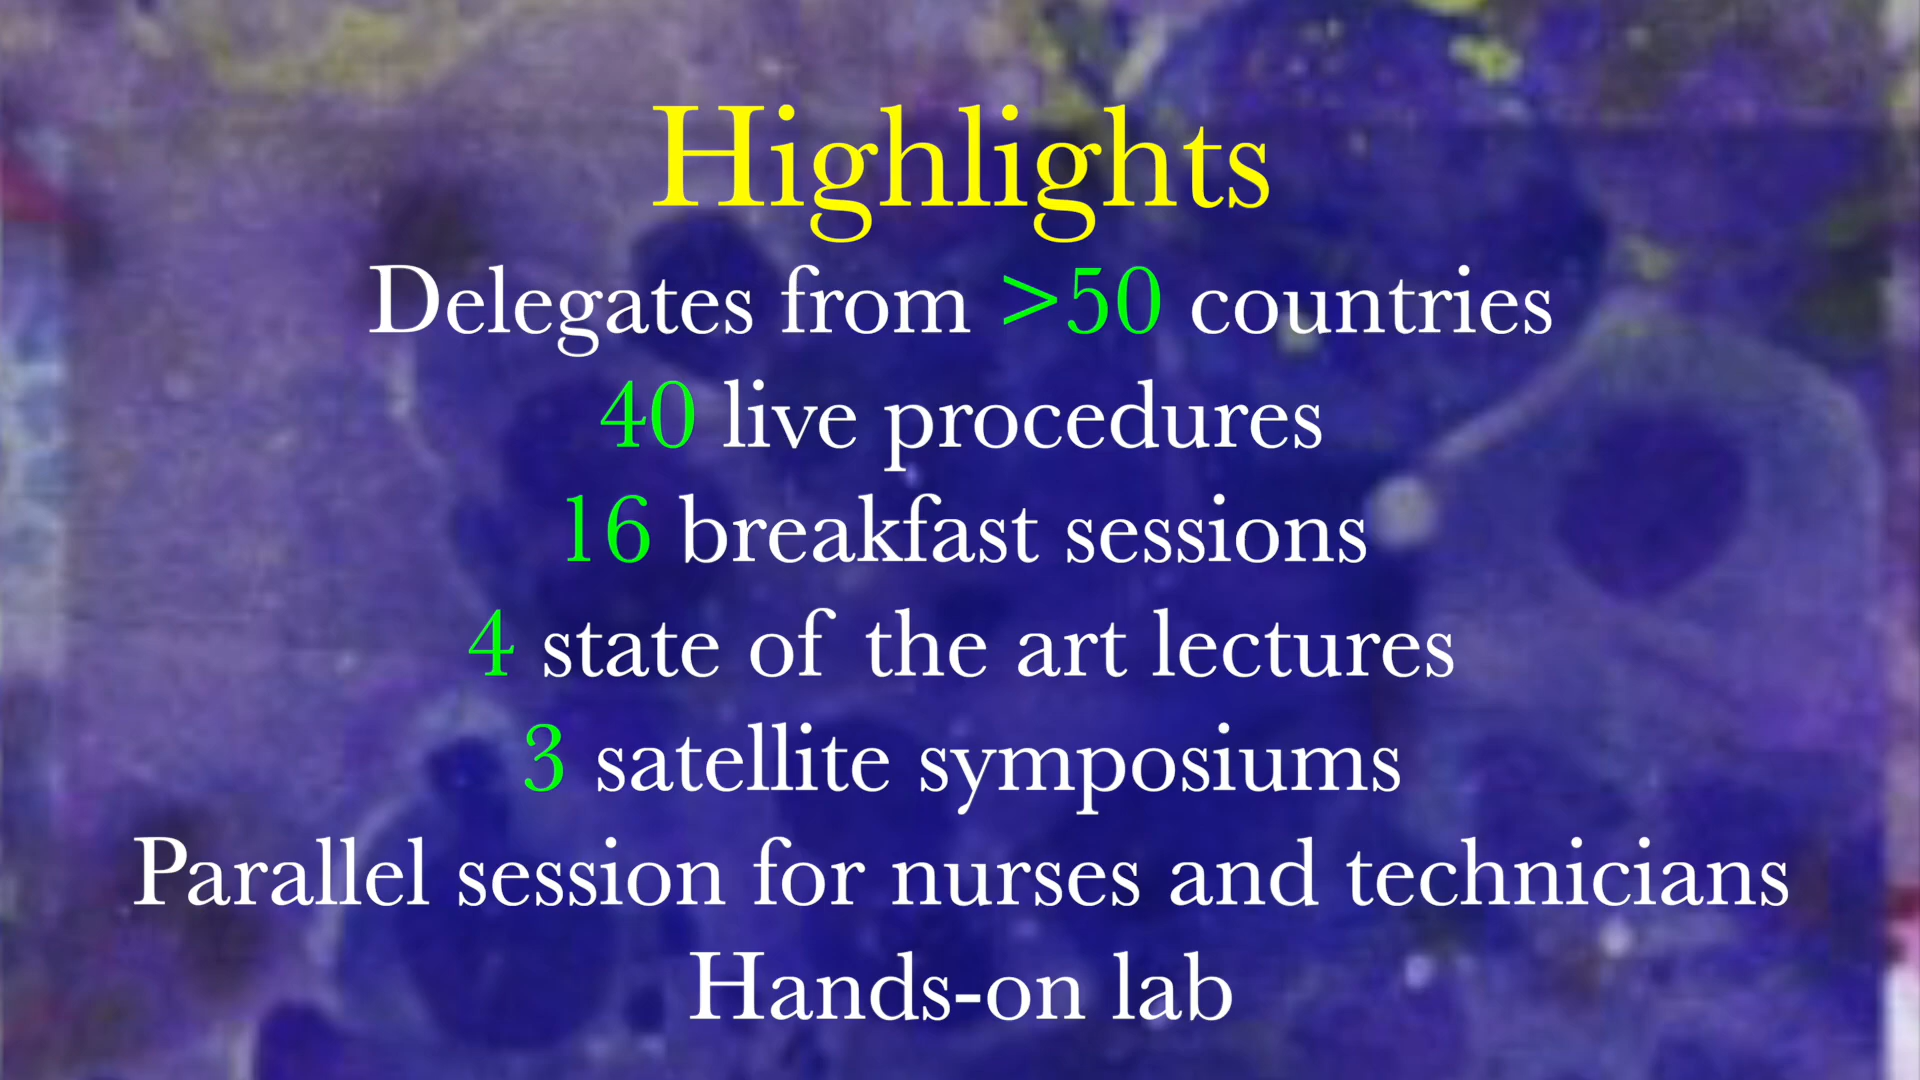 Highlights
Delegates from >50 countries
40 live procedures
16 breakfast sessions
4 state of the art lectures
3 satellite symposiums
Parallel session for nurses and technicians
Hands-on lab